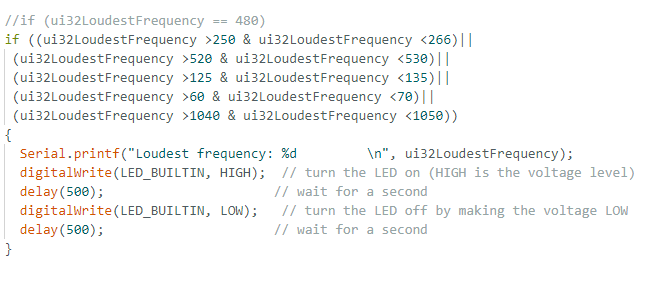 //if (ui32LoudestFrequency == 480)
if ((ui32LoudestFrequency >250 & ui32LoudestFrequency <266)||
(ui32LoudestFrequency >520 & ui32LoudestFrequency <530)||
(ui32LoudestFrequency >125 & ui32LoudestFrequency <135)||
(ui32LoudestFrequency >60 & ui32LoudestFrequency <70)||
(ui32LoudestFrequency >1040 & ui32LoudestFrequency <1050))
{
  Serial.printf("Loudest frequency: %d         \n", ui32LoudestFrequency);
  digitalWrite(LED_BUILTIN, HIGH);  // turn the LED on (HIGH is the voltage level)
  delay(500);                      // wait for a second
  digitalWrite(LED_BUILTIN, LOW);   // turn the LED off by making the voltage LOW
  delay(500);                      // wait for a second
}